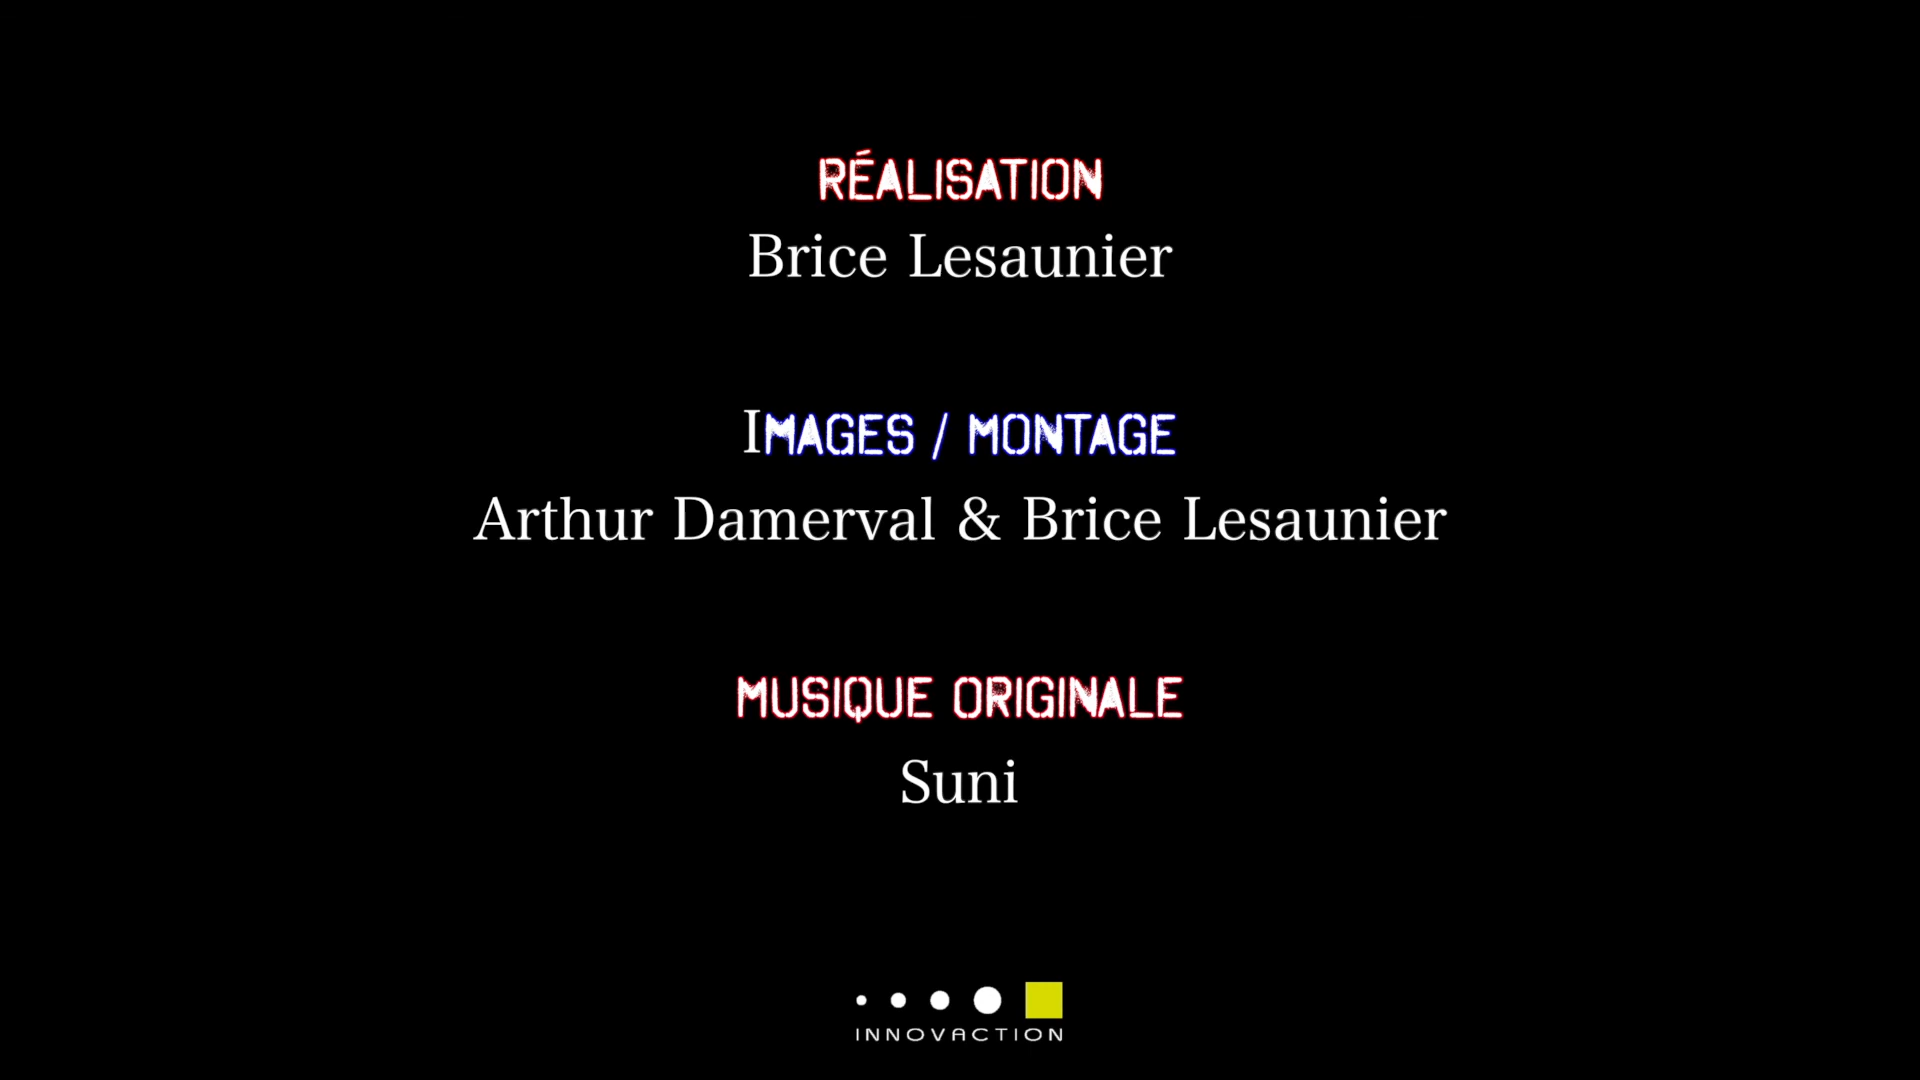 RÉALISATION
Brice Lesaunier
IMAGES / MONTAGE
Arthur Damerval & Brice Lesaunier
MUSIQUE ORIGINALE
Suni
INNOVACTION